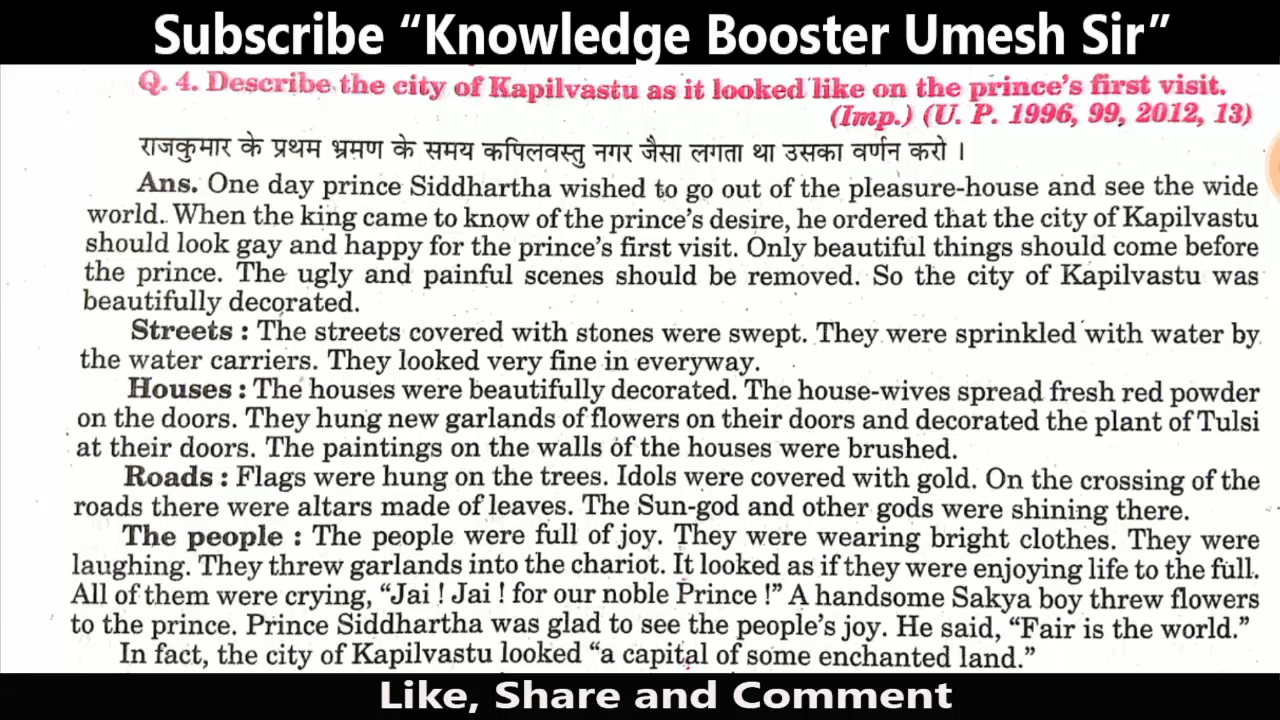 Subscribe “Knowledge Booster Umesh Sir”
Q. 4. Describe the city of Kapilvastu as it looked like on the prince's first visit.
(Imp.) (U. P. 1996, 99, 2012, 13)
राजकुमार के प्रथम भ्रमण के समय कपिलवस्तु नगर जैसा लगता था उसका वर्णन करो ।
Ans. One day prince Siddhartha wished to go out of the pleasure-house and see the wide
world. When the king came to know of the prince's desire, he ordered that the city of Kapilvastu
should look gay and happy for the prince's first visit. Only beautiful things should come before
the prince. The ugly and painful scenes should be removed. So the city of Kapilvastu was
beautifully decorated.
Streets : The streets covered with stones were swept. They were sprinkled with water by
the water carriers. They looked very fine in everyway.
Houses : The houses were beautifully decorated. The house-wives spread fresh red powder
on the doors. They hung new garlands of flowers on their doors and decorated the plant of Tulsi
at their doors. The paintings on the walls of the houses were brushed.
Roads : Flags were hung on the trees. Idols were covered with gold. On the crossing of the
roads there were altars made of leaves. The Sun-god and other gods were shining there.
The people : The people were full of joy. They were wearing bright clothes. They were
laughing. They threw garlands into the chariot. It looked as if they were enjoying life to the full.
All of them were crying, “Jai ! Jai ! for our noble Prince !” A handsome Sakya boy threw flowers
to the prince. Prince Siddhartha was glad to see the people's joy. He said, “Fair is the world.”
In fact, the city of Kapilvastu looked “a capital of some enchanted land.”
Like, Share and Comment